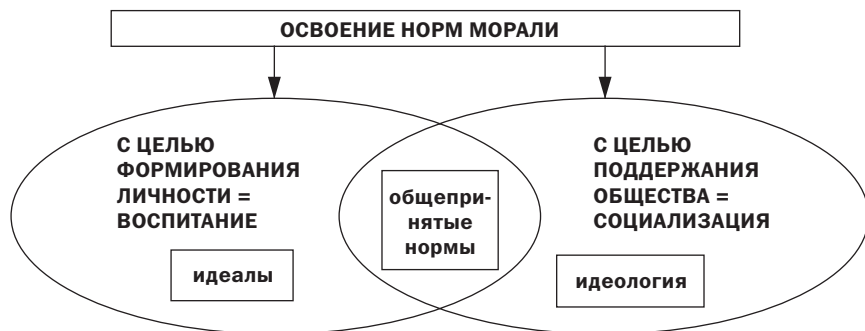 ОСВОЕНИЕ НОРМ МОРАЛИ
С ЦЕЛЬЮ
ФОРМИРОВАНИЯ
ЛИЧНОСТИ =
ВОСПИТАНИЕ
идеалы
общепри-
нятые
нормы
С ЦЕЛЬЮ
ПОДДЕРЖАНИЯ
ОБЩЕСТВА =
СОЦИАЛИЗАЦИЯ
идеология